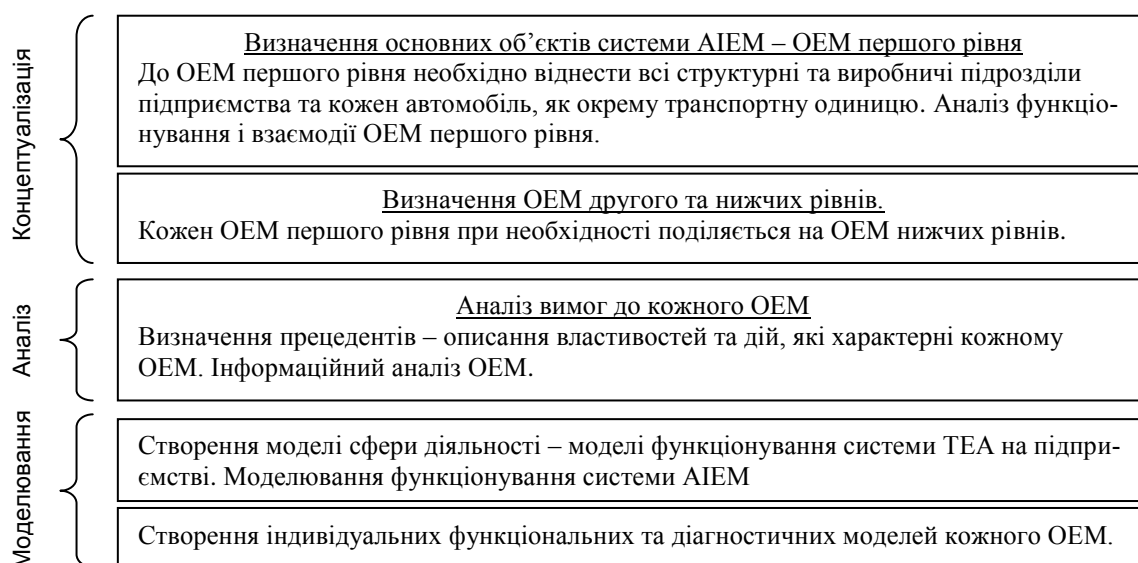 Концептуалізація
Визначення основних об’єктів системи АІЕМ – ОЕМ першого рівня
До ОЕМ першого рівня необхідно віднести всі структурні та виробничі підрозділи
підприємства та кожен автомобіль, як окрему транспортну одиницю. Аналіз функціо-
нування і взаємодії ОЕМ першого рівня.
Визначення ОЕМ другого та нижчих рівнів.
Кожен ОЕМ першого рівня при необхідності поділяється на ОЕМ нижчих рівнів.
Аналіз
Аналіз вимог до кожного ОЕМ
Визначення прецедентів – описання властивостей та дій, які характерні кожному
ОЕМ. Інформаційний аналіз ОЕМ.
Моделювання
Створення моделі сфери діяльності – моделі функціонування системи ТЕА на підпри-
ємстві. Моделювання функціонування системи АІЕМ
Створення індивідуальних функціональних та діагностичних моделей кожного ОЕМ.